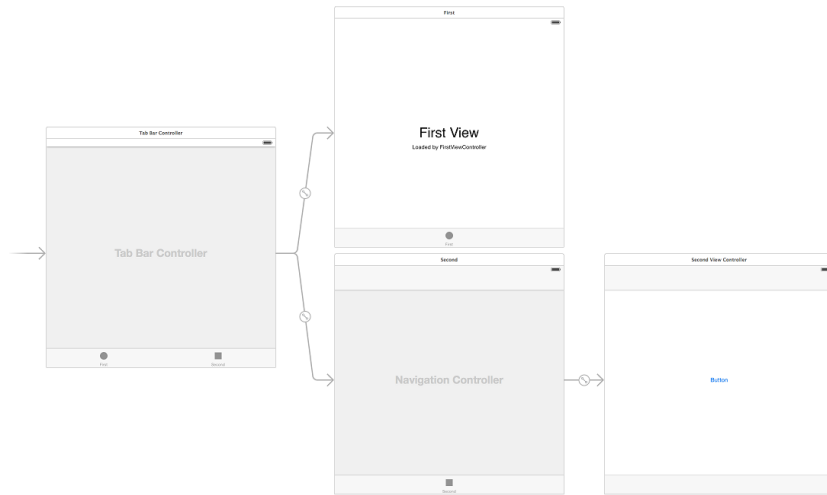 First
First View
Loaded by FirstViewController
First
Tab Bar Controller
Tab Bar Controller
First
Second
Second
Navigation Controller
Second
Second View Controller
Button